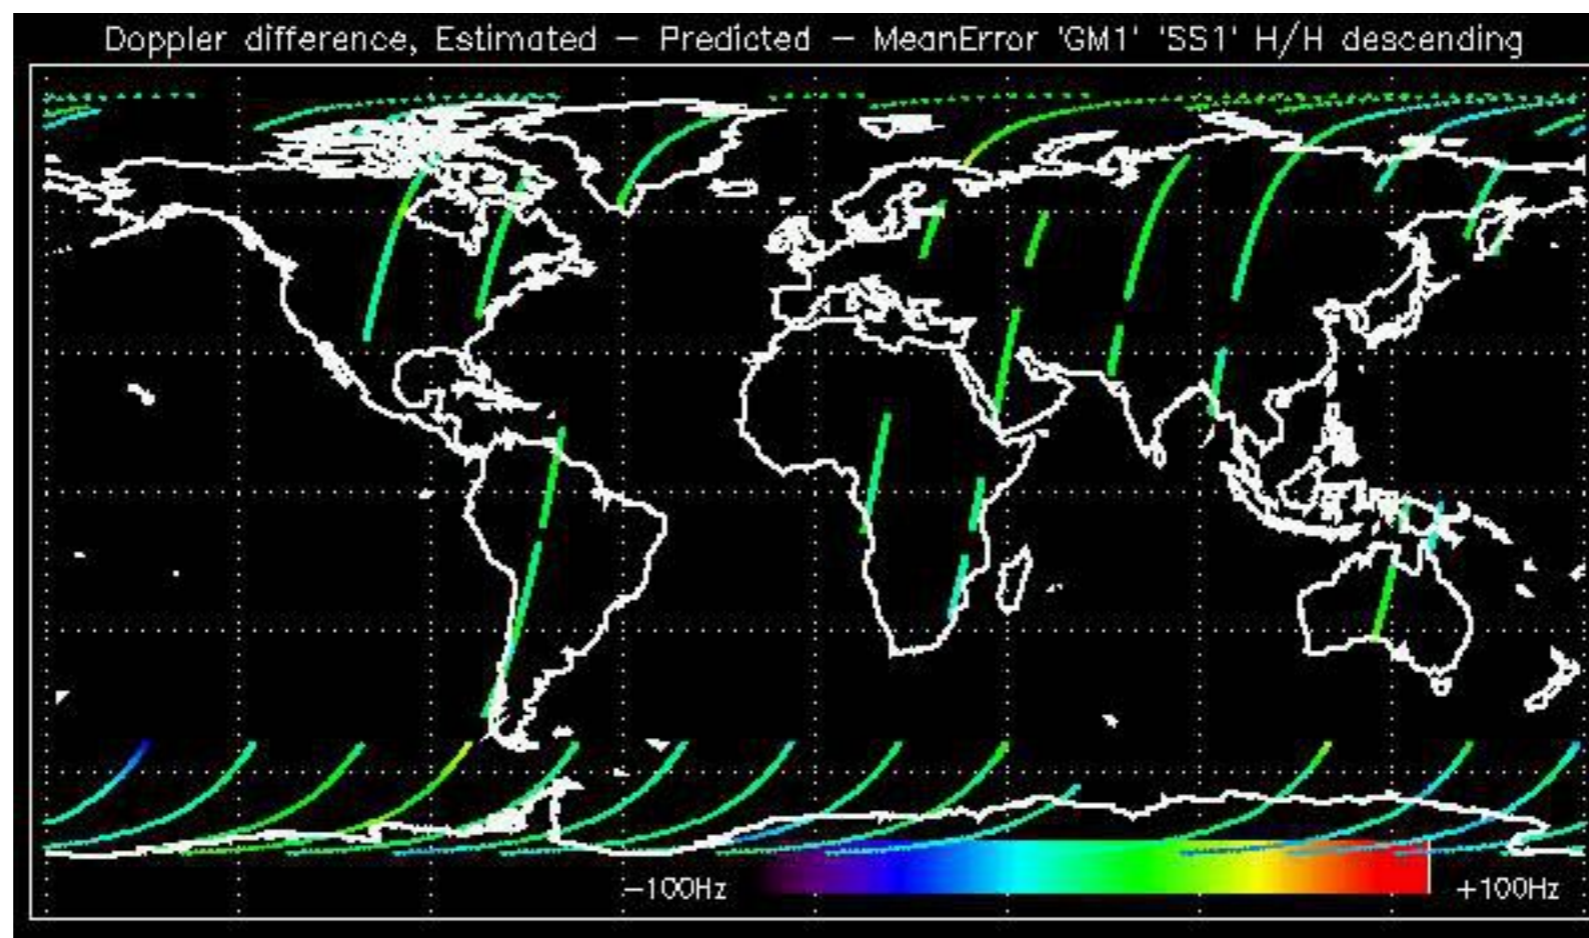 Doppler difference, Estimated − Predicted − MeanError 'GM1' 'SS1' H/H descending
−100Hz
+100Hz